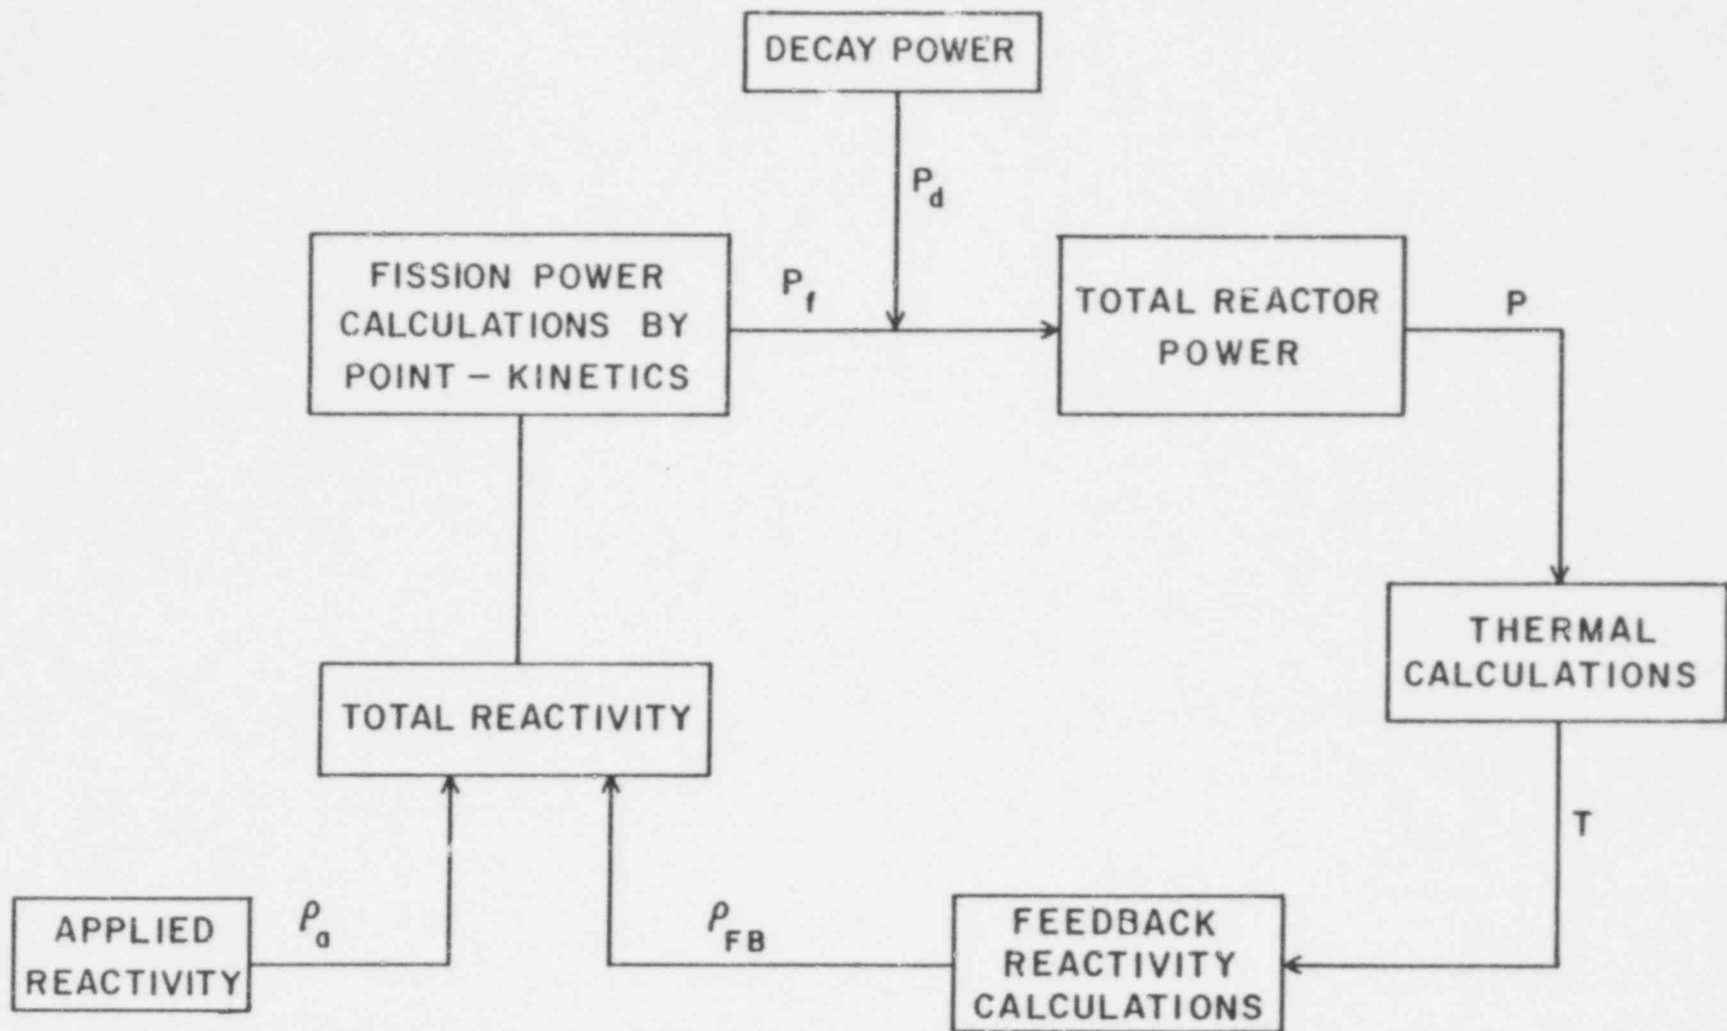 DECAY POWER
P_d
FISSION POWER
CALCULATIONS BY
POINT – KINETICS
P_f
TOTAL REACTOR
POWER
P
THERMAL
CALCULATIONS
TOTAL REACTIVITY
T
APPLIED
REACTIVITY
ρ_a
ρ_FB
FEEDBACK
REACTIVITY
CALCULATIONS